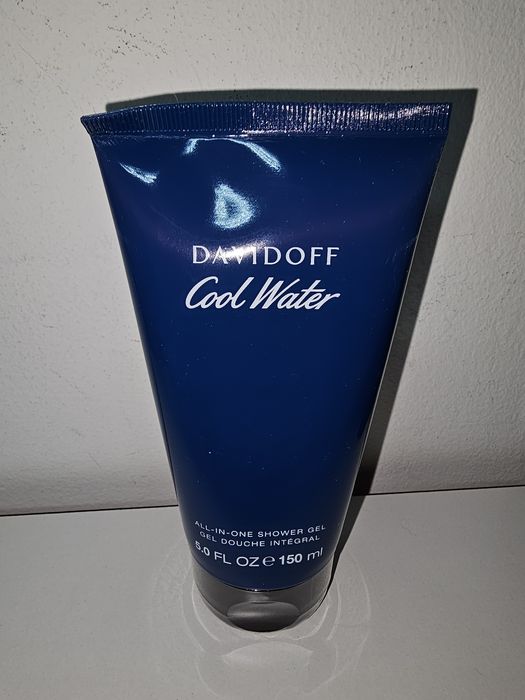 DAVIDOFF
Cool Water
ALL-IN-ONE SHOWER GEL
GEL DOUCHE INTÉGRAL
5.0 FL OZ e 150 ml